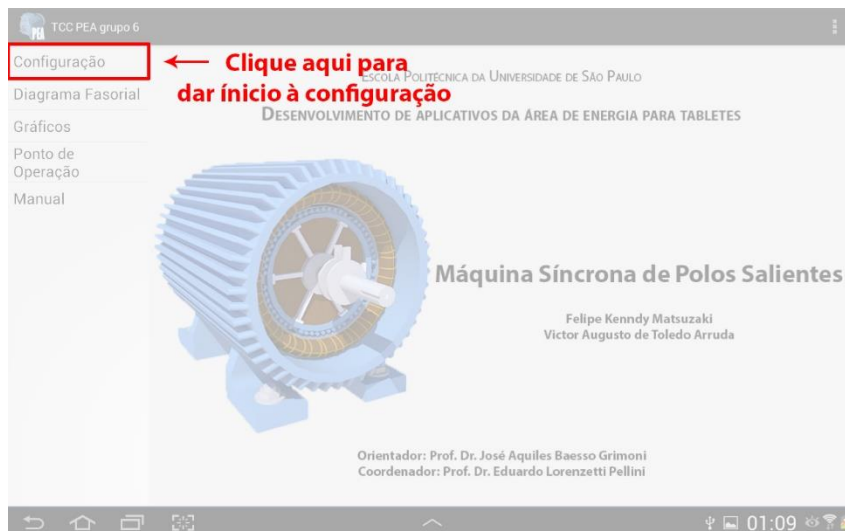 PEA
TCC PEA grupo 6
Configuração
Diagrama Fasorial
Gráficos
Ponto de
Operação
Manual
Clique aqui para
dar ínicio à configuração
Escola Politécnica da Universidade de São Paulo
Desenvolvimento de aplicativos da área de energia para tabletes
Máquina Síncrona de Polos Salientes
Felipe Kenndy Matsuzaki
Victor Augusto de Toledo Arruda
Orientador: Prof. Dr. José Aquiles Baesso Grimoni
Coordenador: Prof. Dr. Eduardo Lorenzetti Pellini
01:09